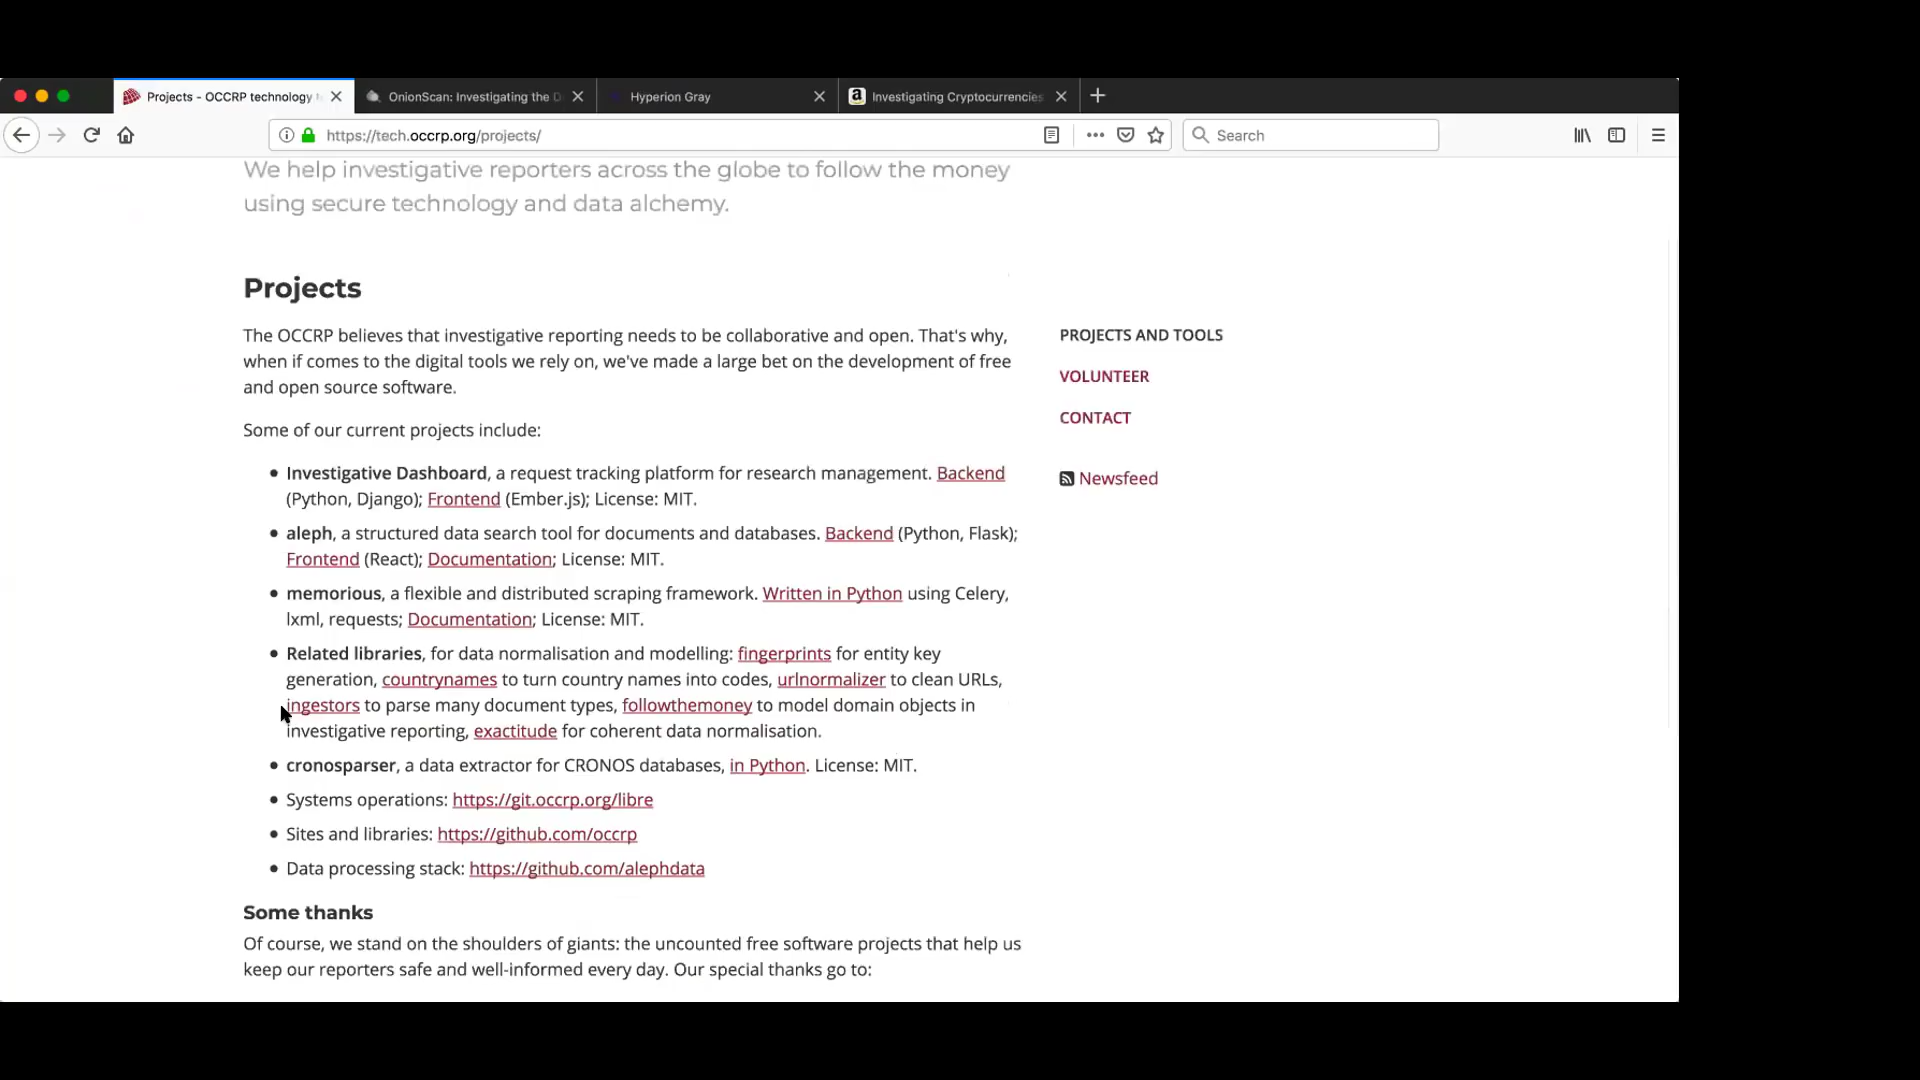 Projects - OCCRP technology
OnionScan: Investigating the D
Hyperion Gray
Investigating Cryptocurrencies
https://tech.occrp.org/projects/
Search
We help investigative reporters across the globe to follow the money
using secure technology and data alchemy.
Projects
The OCCRP believes that investigative reporting needs to be collaborative and open. That's why,
when if comes to the digital tools we rely on, we've made a large bet on the development of free
and open source software.
Some of our current projects include:
Investigative Dashboard, a request tracking platform for research management. Backend
(Python, Django); Frontend (Ember.js); License: MIT.
aleph, a structured data search tool for documents and databases. Backend (Python, Flask);
Frontend (React); Documentation; License: MIT.
memorious, a flexible and distributed scraping framework. Written in Python using Celery,
lxml, requests; Documentation; License: MIT.
Related libraries, for data normalisation and modelling: fingerprints for entity key
generation, countrynames to turn country names into codes, urlnormalizer to clean URLs,
ingestors to parse many document types, followthemoney to model domain objects in
investigative reporting, exactitude for coherent data normalisation.
cronosparser, a data extractor for CRONOS databases, in Python. License: MIT.
Systems operations: https://git.occrp.org/libre
Sites and libraries: https://github.com/occrp
Data processing stack: https://github.com/alephdata
Some thanks
Of course, we stand on the shoulders of giants: the uncounted free software projects that help us
keep our reporters safe and well-informed every day. Our special thanks go to:
PROJECTS AND TOOLS
VOLUNTEER
CONTACT
Newsfeed